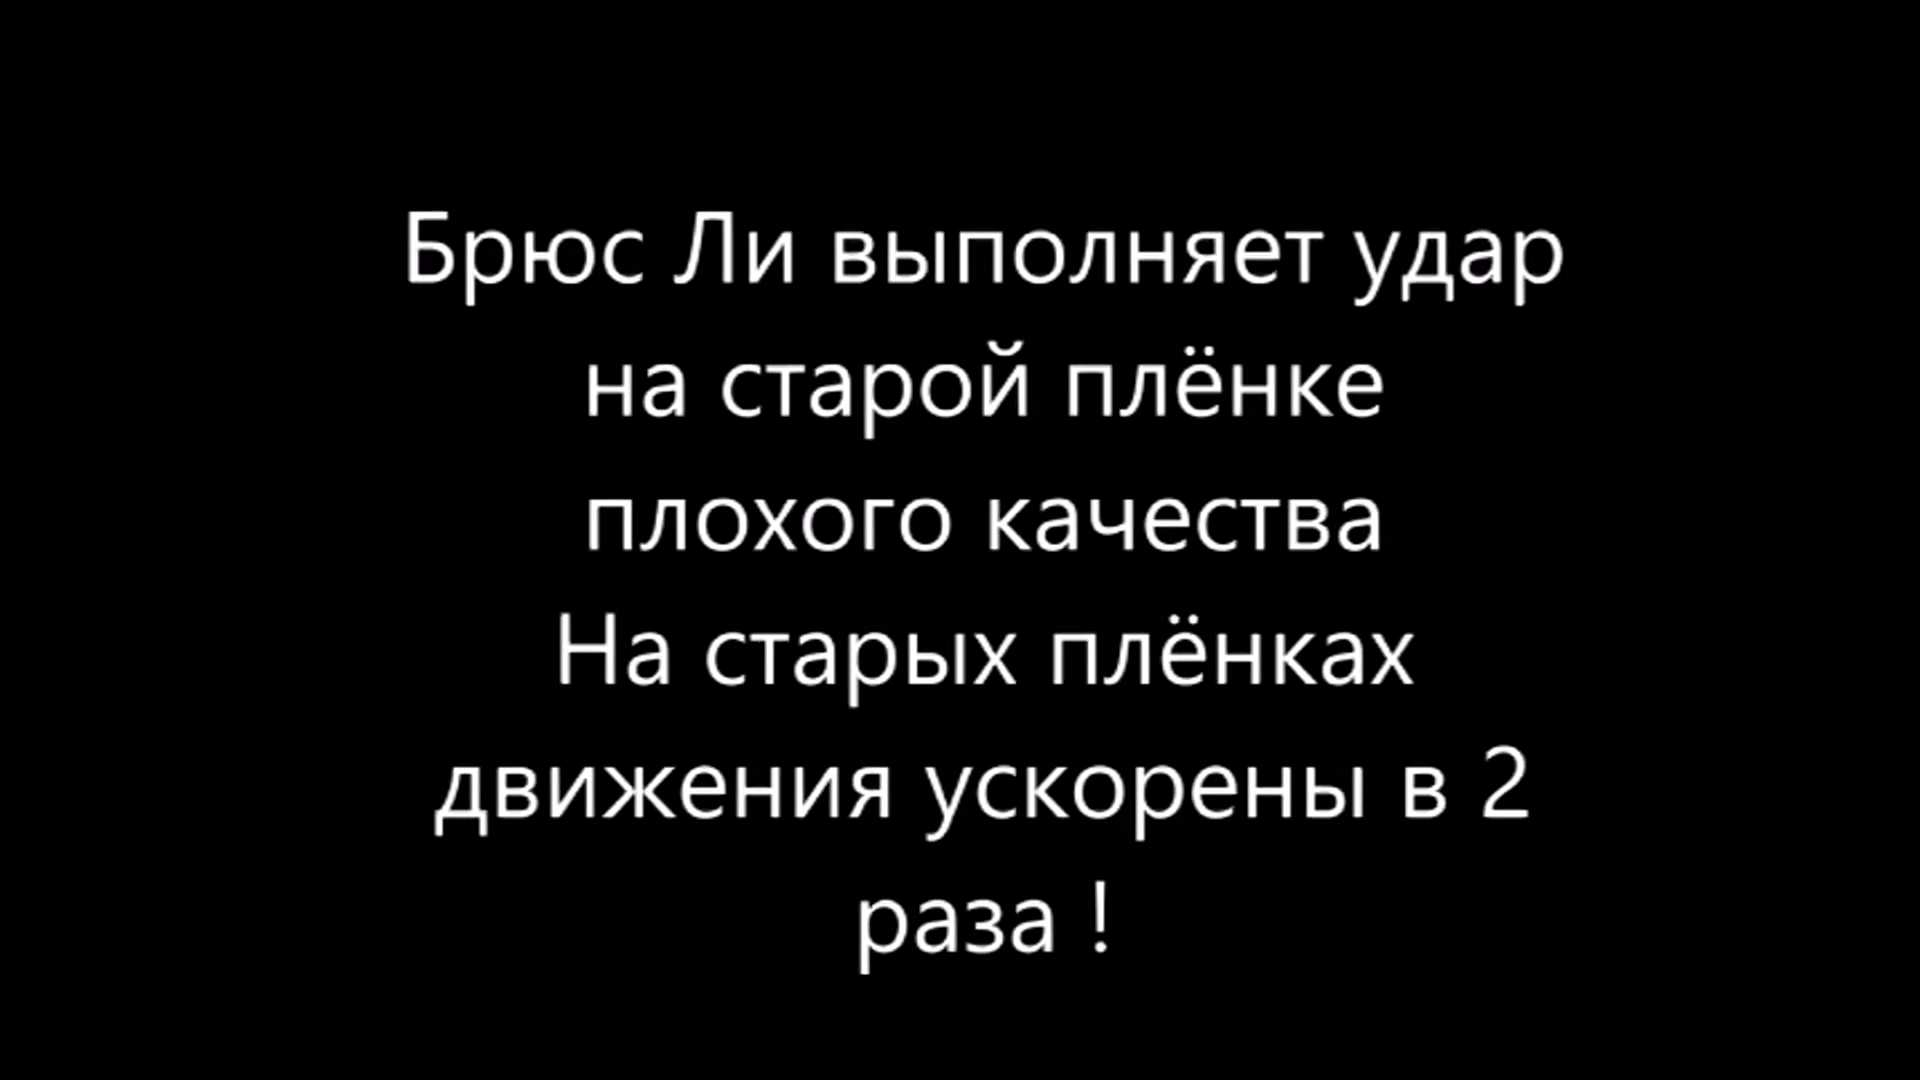 Брюс Ли выполняет удар
на старой плёнке
плохого качества
На старых плёнках
движения ускорены в 2
раза !